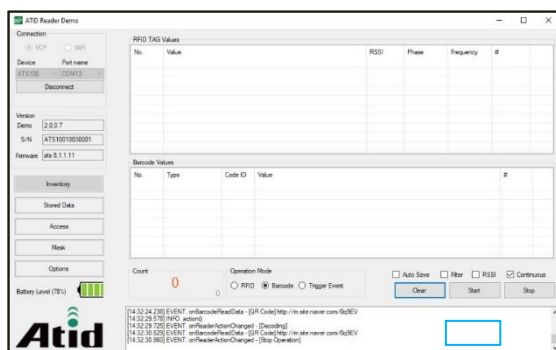 ATID Reader Demo
Connection
VCP WiFi
Device Port name
ATS100 COM13
Disconnect
Version
Demo 2.0.0.7
S/N ATS10018030001
Firmware ats-0,1.1.11
Inventory
Stored Data
Access
Mask
Options
Battery Level (78%)
Atid
RFID TAG Values
No. Value RSSI Phase Frequency #
Barcode Values
No. Type Code ID Value #
Count
0
0
Operation Mode
RFID Barcode Trigger Event
Auto Save Filter RSSI Continuous
Clear Start Stop
[14:32:24.238] EVENT. onBarcodeReadData - [QR Code] http://m.site.naver.com/0q9EV
[14:32:29.578] INFO. action()
[14:32:29.725] EVENT. onReaderActionChanged - [Decoding]
[14:32:30.829] EVENT. onBarcodeReadData - [QR Code] http://m.site.naver.com/0q9EV
[14:32:30.860] EVENT. onReaderActionChanged - [Stop Operation]